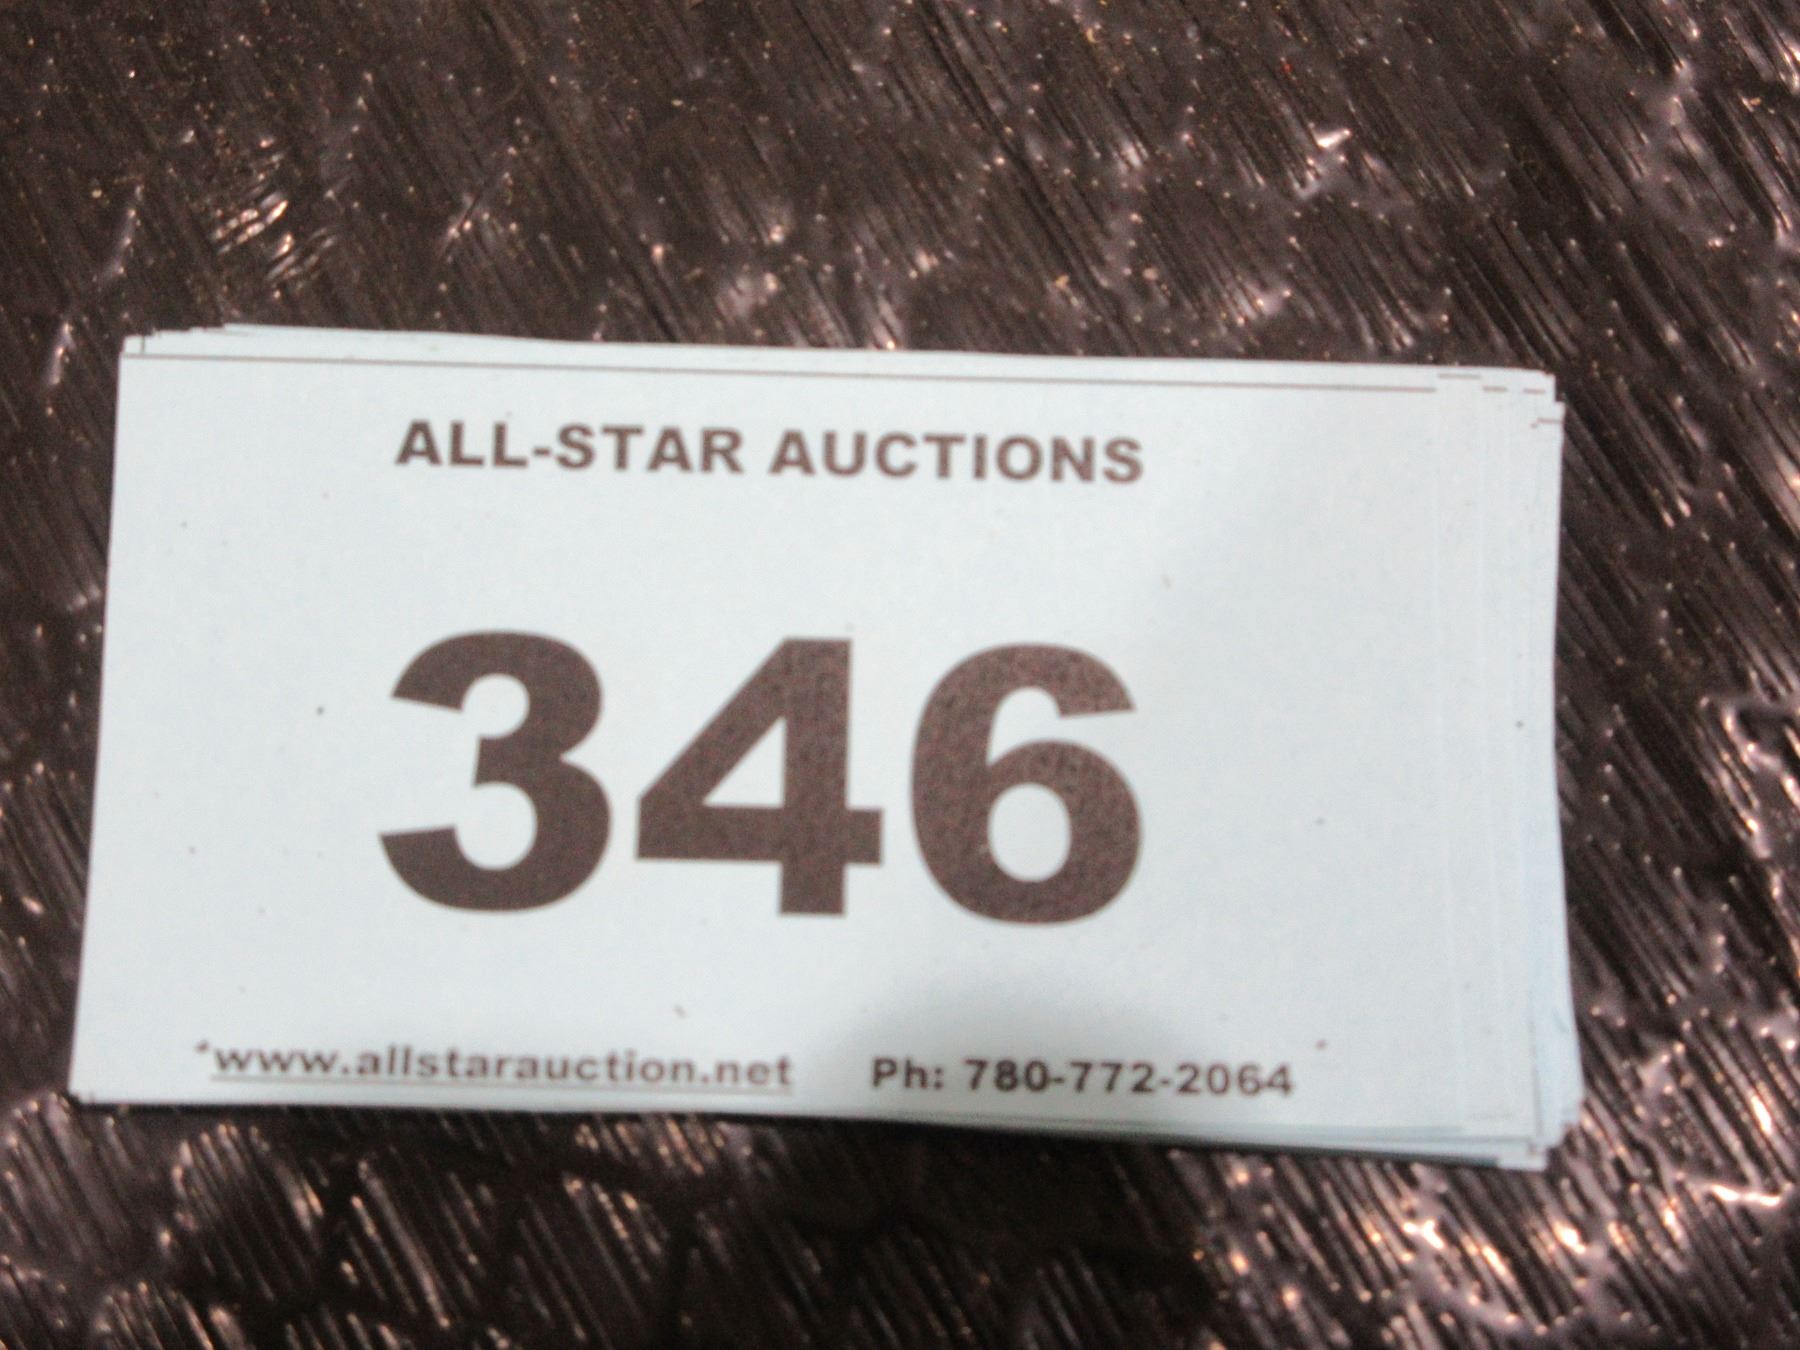 ALL-STAR AUCTIONS
346
www.allstarauction.net Ph: 780-772-2064